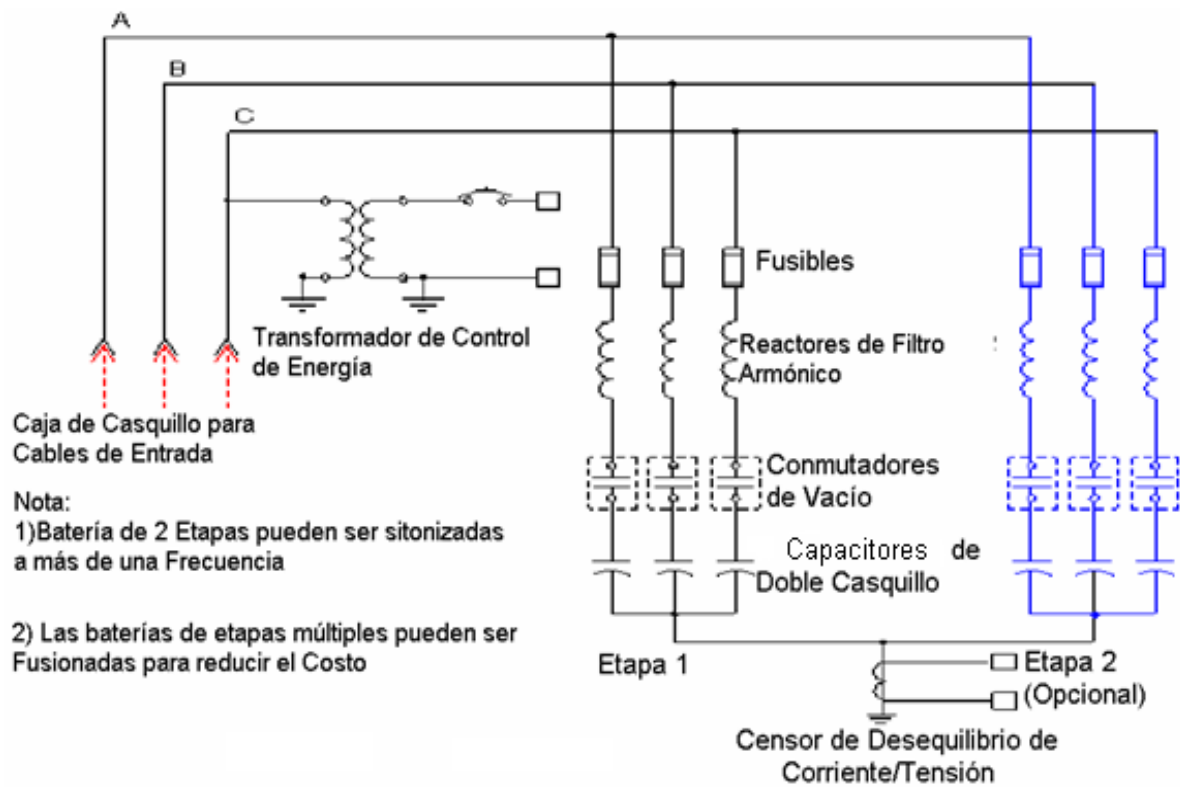 A
B
C
Fusibles
Transformador de Control
de Energía
Reactores de Filtro
Armónico
Caja de Casquillo para
Cables de Entrada
Conmutadores
de Vacío
Nota:
1)Batería de 2 Etapas pueden ser sitonizadas
a más de una Frecuencia
Capacitores de
Doble Casquillo
2) Las baterías de etapas múltiples pueden ser
Fusionadas para reducir el Costo
Etapa 1
Etapa 2
(Opcional)
Censor de Desequilibrio de
Corriente/Tensión